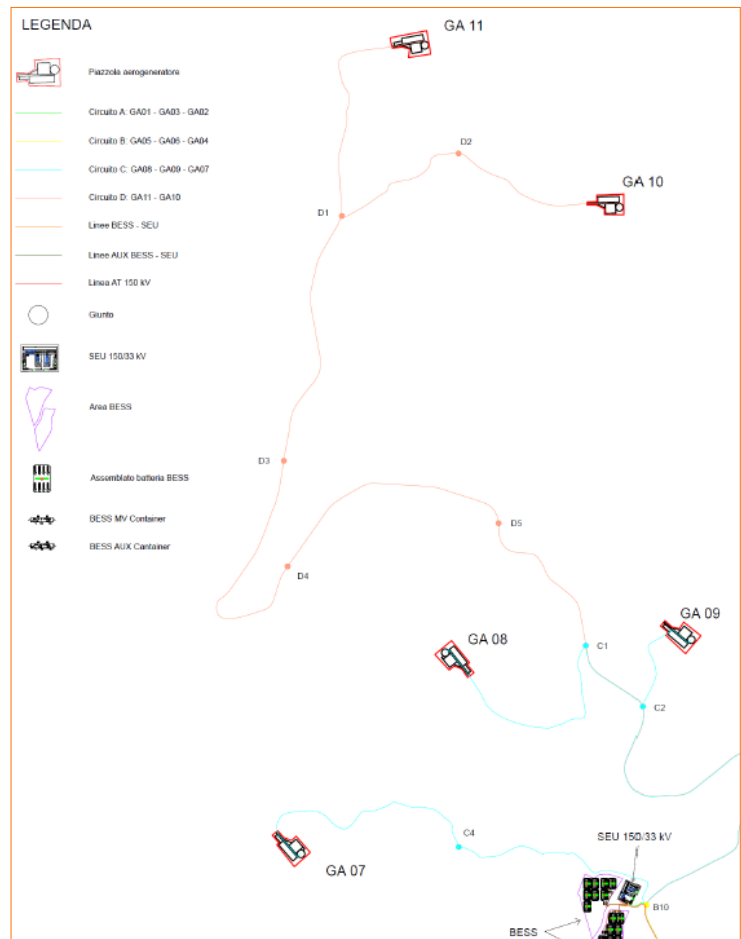 LEGENDA
Piazzola aerogeneratore
Circuito A: GA01 - GA03 - GA02
Circuito B: GA05 - GA06 - GA04
Circuito C: GA08 - GA09 - GA07
Circuito D: GA11 - GA10
Linee BESS - SEU
Linee AUX BESS - SEU
Linea AT 150 kV
Giunto
SEU 150/33 kV
Area BESS
Assemblato batteria BESS
BESS MV Container
BESS AUX Cantainer
GA 11
D2
GA 10
D1
D3
D5
D4
GA 09
GA 08
C1
C2
SEU 150/33 kV
C4
GA 07
B10
BESS